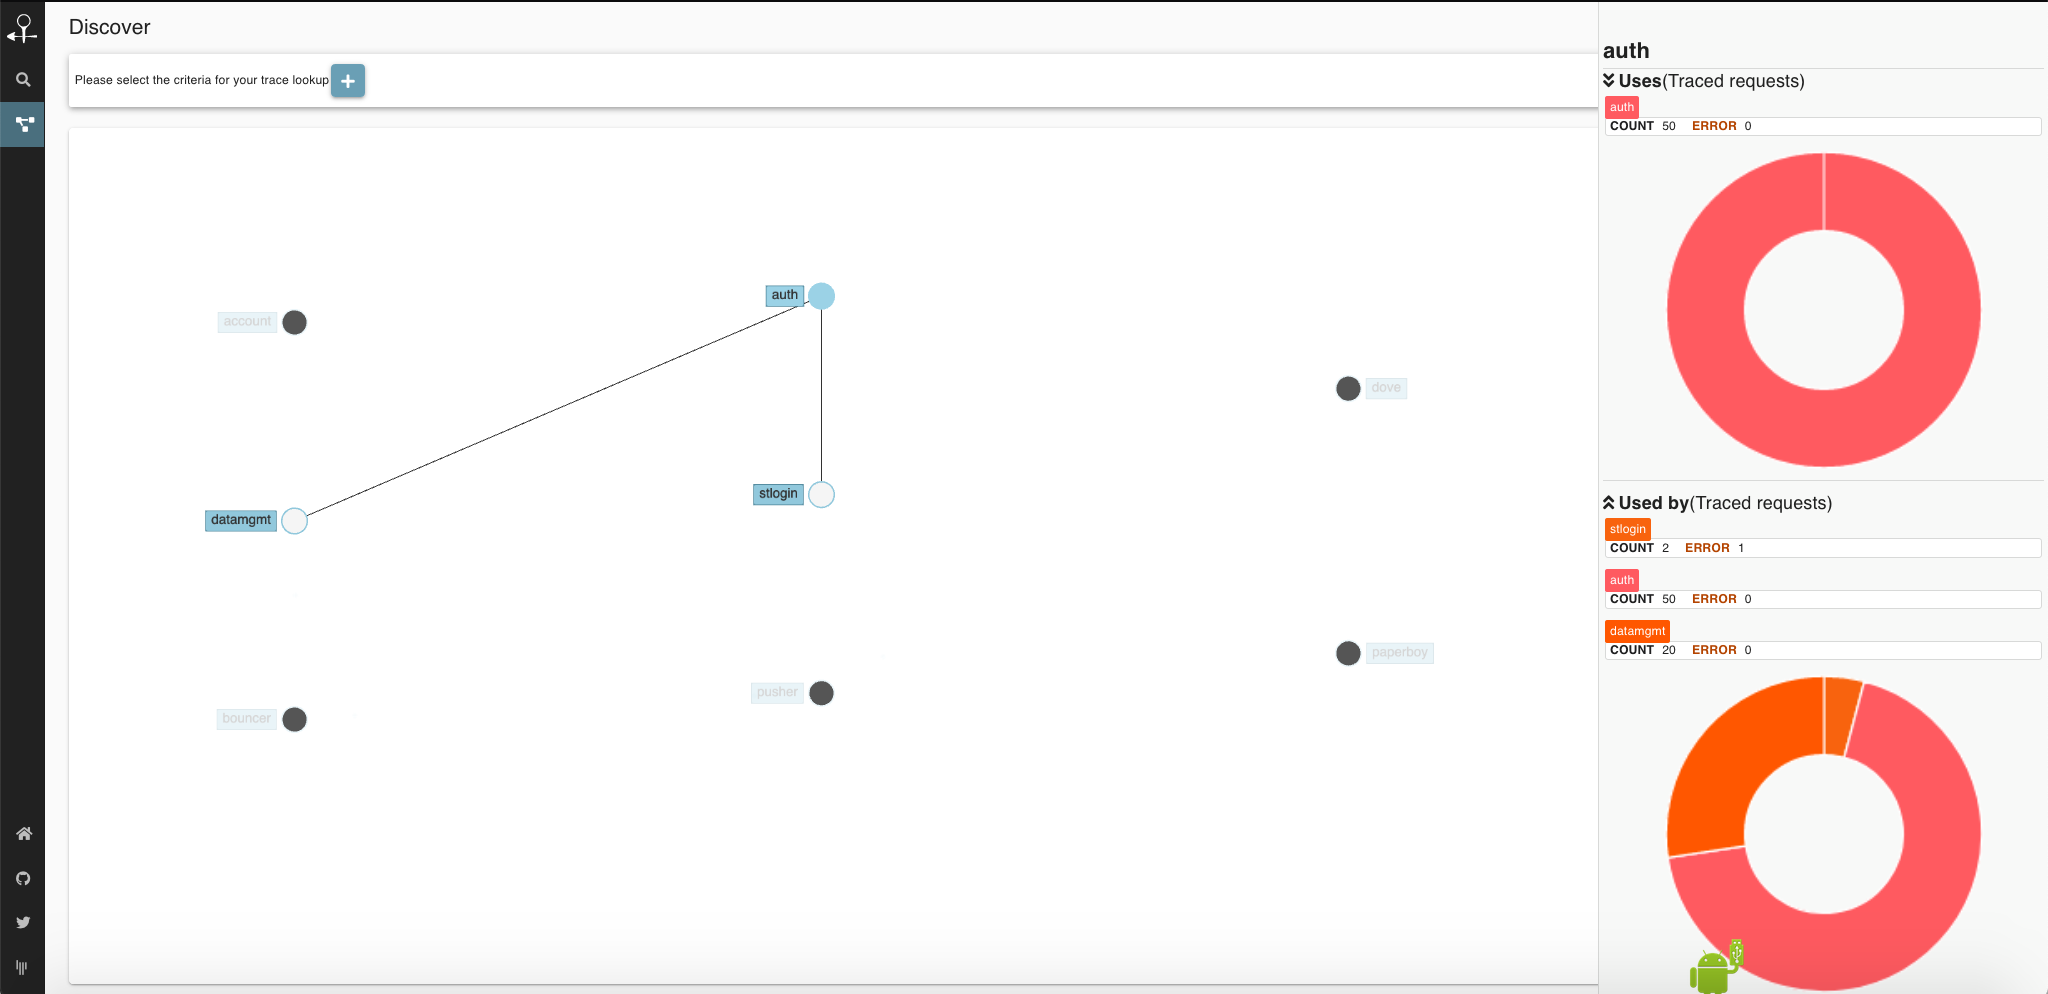 Discover
Please select the criteria for your trace lookup
account
auth
dove
datamgmt
stlogin
paperboy
pusher
bouncer
auth
Uses(Traced requests)
auth
COUNT 50 ERROR 0
Used by(Traced requests)
stlogin
COUNT 2 ERROR 1
auth
COUNT 50 ERROR 0
datamgmt
COUNT 20 ERROR 0